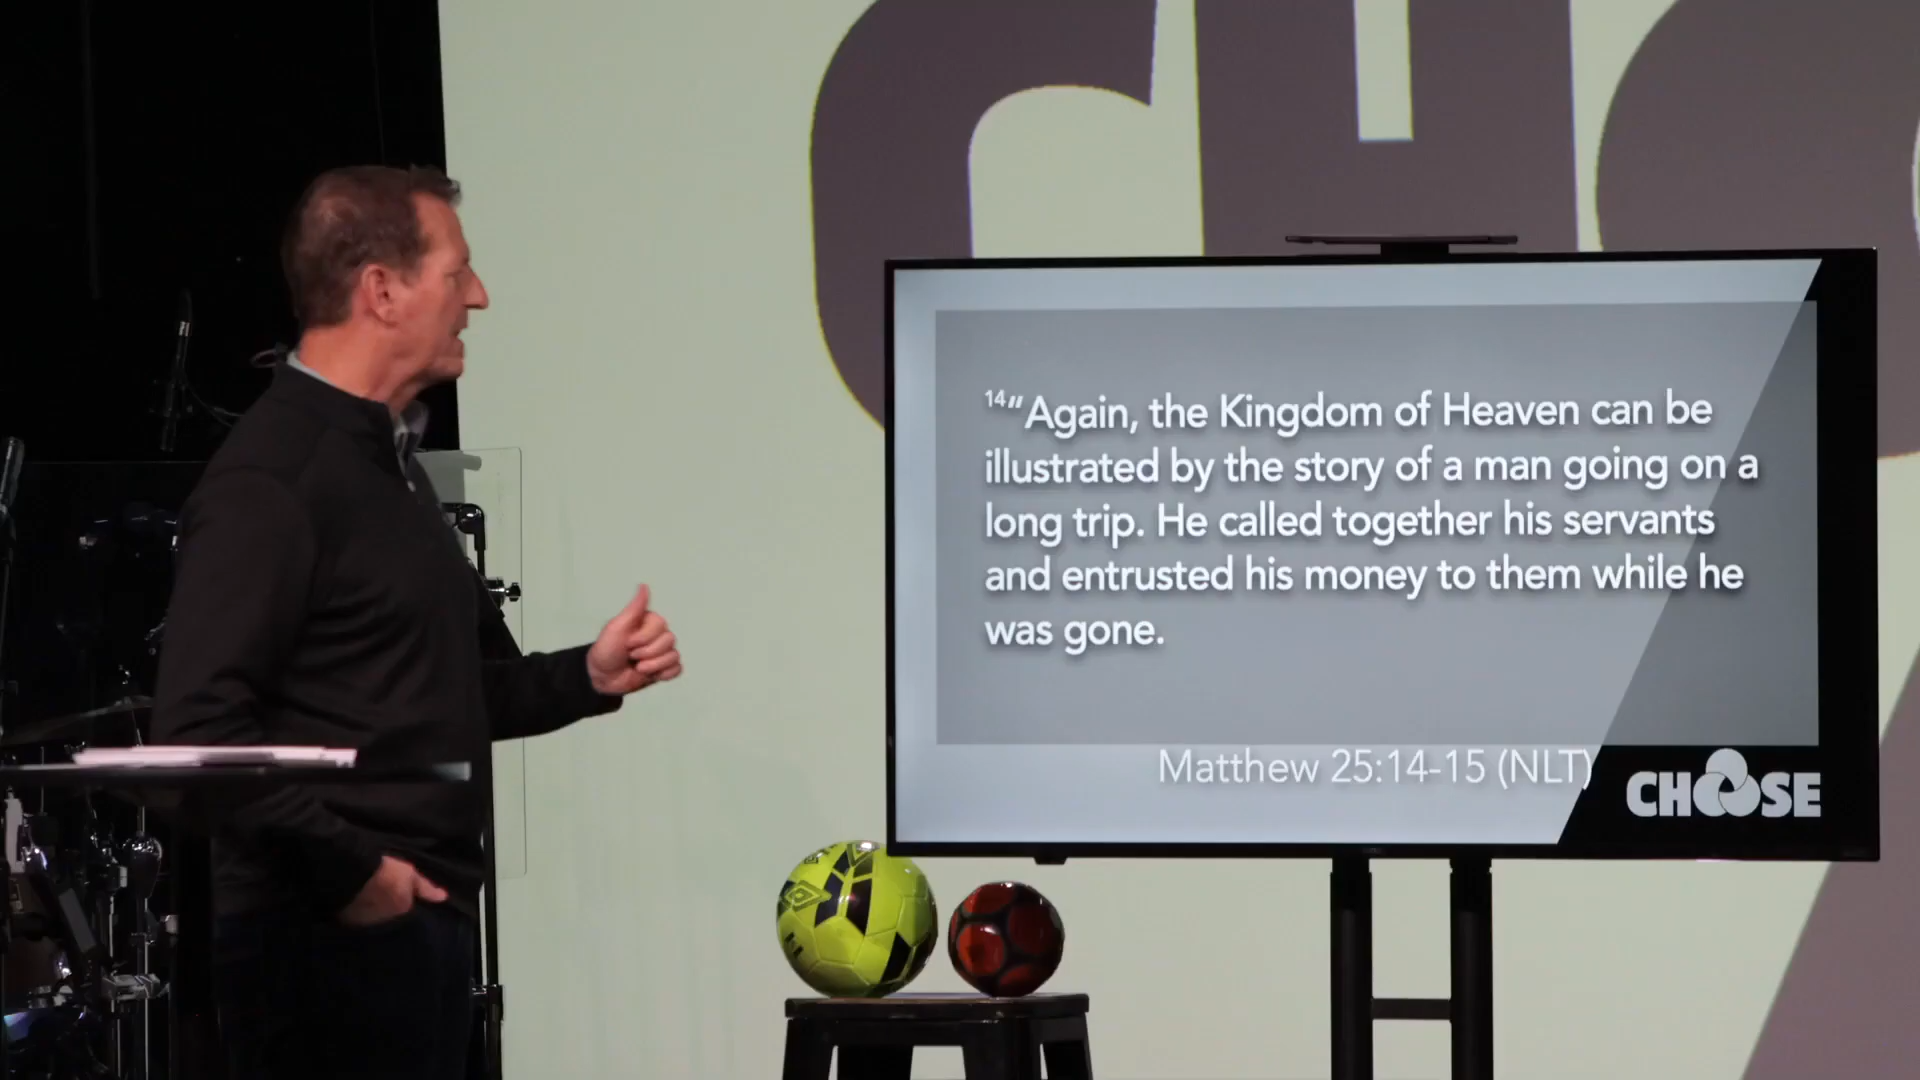 CHO
14"Again, the Kingdom of Heaven can be
illustrated by the story of a man going on a
long trip. He called together his servants
and entrusted his money to them while he
was gone.
Matthew 25:14-15 (NLT)
CHOOSE